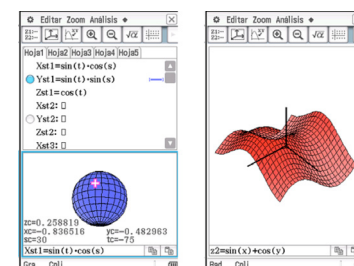 Editar Zoom Análisis
Hoja1 Hoja2 Hoja3 Hoja4 Hoja5
Xst1=sin(t)·cos(s)
Yst1=sin(t)·sin(s)
Zst1=cos(t)
Xst2:
Yst2:
Zst2:
Xst3:
zc=0.258819
xc=-0.836516 yc=-0.482963
sc=30 tc=-75
Xst1=sin(t)·cos(s)
Gra Cpli
Editar Zoom Análisis
z2=sin(x)+cos(y)
Rad Cpli